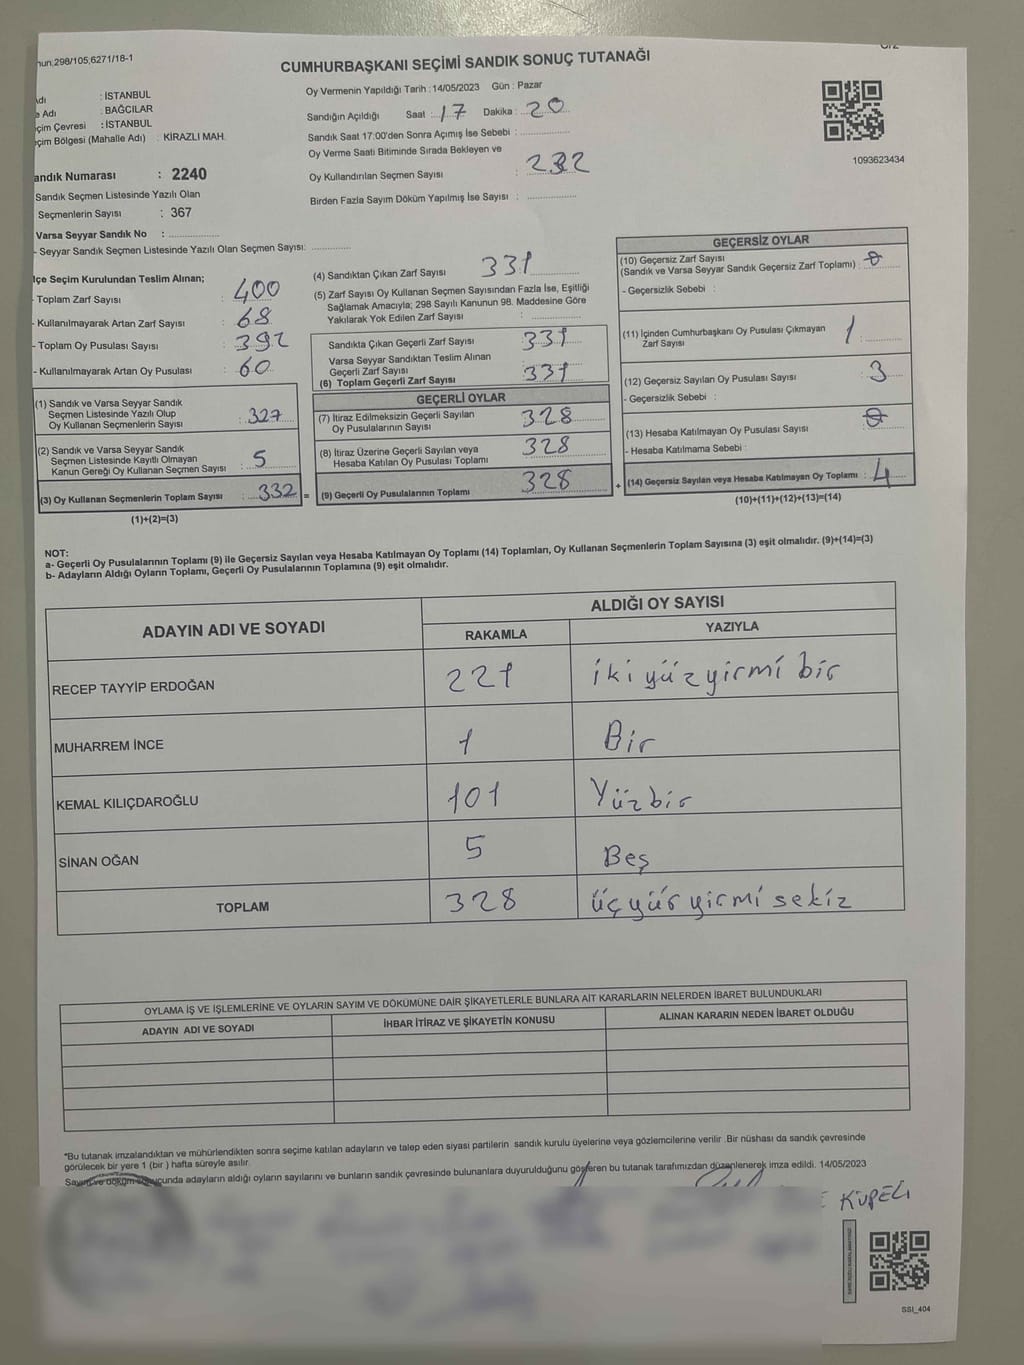 nun.298/105,6271/18-1
CUMHURBAŞKANI SEÇİMİ SANDIK SONUÇ TUTANAĞI
Oy Vermenin Yapıldığı Tarih : 14/05/2023 Gün : Pazar
: İSTANBUL
Adı : BAĞCILAR
çim Çevresi : İSTANBUL
çim Bölgesi (Mahalle Adı) : KİRAZLI MAH.
Sandığın Açıldığı Saat : 17 Dakika : 20
Sandık Saat 17:00'den Sonra Açımış İse Sebebi :
Oy Verme Saati Bitiminde Sırada Bekleyen ve
Oy Kullandırılan Seçmen Sayısı : 232
Birden Fazla Sayım Döküm Yapılmış İse Sayısı :
1093623434
andık Numarası : 2240
Sandık Seçmen Listesinde Yazılı Olan
Seçmenlerin Sayısı : 367
Varsa Seyyar Sandık No :
- Seyyar Sandık Seçmen Listesinde Yazılı Olan Seçmen Sayısı:
lçe Seçim Kurulundan Teslim Alınan;
- Toplam Zarf Sayısı : 400
- Kullanılmayarak Artan Zarf Sayısı : 68
- Toplam Oy Pusulası Sayısı : 392
- Kullanılmayarak Artan Oy Pusulası : 60
(1) Sandık ve Varsa Seyyar Sandık
Seçmen Listesinde Yazılı Olup
Oy Kullanan Seçmenlerin Sayısı : 327
(2) Sandık ve Varsa Seyyar Sandık
Seçmen Listesinde Kayıtlı Olmayan
Kanun Gereği Oy Kullanan Seçmen Sayısı : 5
(3) Oy Kullanan Seçmenlerin Toplam Sayısı : 332 =
(1)+(2)=(3)
(4) Sandıktan Çıkan Zarf Sayısı 331
(5) Zarf Sayısı Oy Kullanan Seçmen Sayısından Fazla İse, Eşitliği
Sağlamak Amacıyla; 298 Sayılı Kanunun 98. Maddesine Göre
Yakılarak Yok Edilen Zarf Sayısı :
Sandıkta Çıkan Geçerli Zarf Sayısı 331
Varsa Seyyar Sandıktan Teslim Alınan
Geçerli Zarf Sayısı :
(6) Toplam Geçerli Zarf Sayısı : 331
GEÇERLİ OYLAR
(7) İtiraz Edilmeksizin Geçerli Sayılan
Oy Pusulalarının Sayısı : 328
(8) İtiraz Üzerine Geçerli Sayılan veya
Hesaba Katılan Oy Pusulası Toplamı : 328
(9) Geçerli Oy Pusulalarının Toplamı : 328 +
GEÇERSİZ OYLAR
(10) Geçersiz Zarf Sayısı
(Sandık ve Varsa Seyyar Sandık Geçersiz Zarf Toplamı) : 0
- Geçersizlik Sebebi :
(11) İçinden Cumhurbaşkanı Oy Pusulası Çıkmayan
Zarf Sayısı : 1
(12) Geçersiz Sayılan Oy Pusulası Sayısı : 3
- Geçersizlik Sebebi :
(13) Hesaba Katılmayan Oy Pusulası Sayısı : 0
- Hesaba Katılmama Sebebi :
(14) Geçersiz Sayılan veya Hesaba Katılmayan Oy Toplamı : 4
(10)+(11)+(12)+(13)=(14)
NOT:
a- Geçerli Oy Pusulalarının Toplamı (9) ile Geçersiz Sayılan veya Hesaba Katılmayan Oy Toplamı (14) Toplamları, Oy Kullanan Seçmenlerin Toplam Sayısına (3) eşit olmalıdır. (9)+(14)=(3)
b- Adayların Aldığı Oyların Toplamı, Geçerli Oy Pusulalarının Toplamına (9) eşit olmalıdır.
ADAYIN ADI VE SOYADI ALDIĞI OY SAYISI
RAKAMLA YAZIYLA
RECEP TAYYİP ERDOĞAN 221 iki yüz yirmi bir
MUHARREM İNCE 1 Bir
KEMAL KILIÇDAROĞLU 101 Yüzbir
SİNAN OĞAN 5 Beş
TOPLAM 328 üçyüz yirmi sekiz
OYLAMA İŞ VE İŞLEMLERİNE VE OYLARIN SAYIM VE DÖKÜMÜNE DAİR ŞİKAYETLERLE BUNLARA AİT KARARLARIN NELERDEN İBARET BULUNDUKLARI
ADAYIN ADI VE SOYADI İHBAR İTİRAZ VE ŞİKAYETİN KONUSU ALINAN KARARIN NEDEN İBARET OLDUĞU
*Bu tutanak imzalandıktan ve mühürlendikten sonra seçime katılan adayların ve talep eden siyasi partilerin sandık kurulu üyelerine veya gözlemcilerine verilir .Bir nüshası da sandık çevresinde
görülecek bir yere 1 (bir ) hafta süreyle asılır.
Sayım ve döküm sonucunda adayların aldığı oyların sayılarını ve bunların sandık çevresinde bulunanlara duyurulduğunu gösteren bu tutanak tarafımızdan düzenlenerek imza edildi. 14/05/2023
KÜPELİ
SSI_404